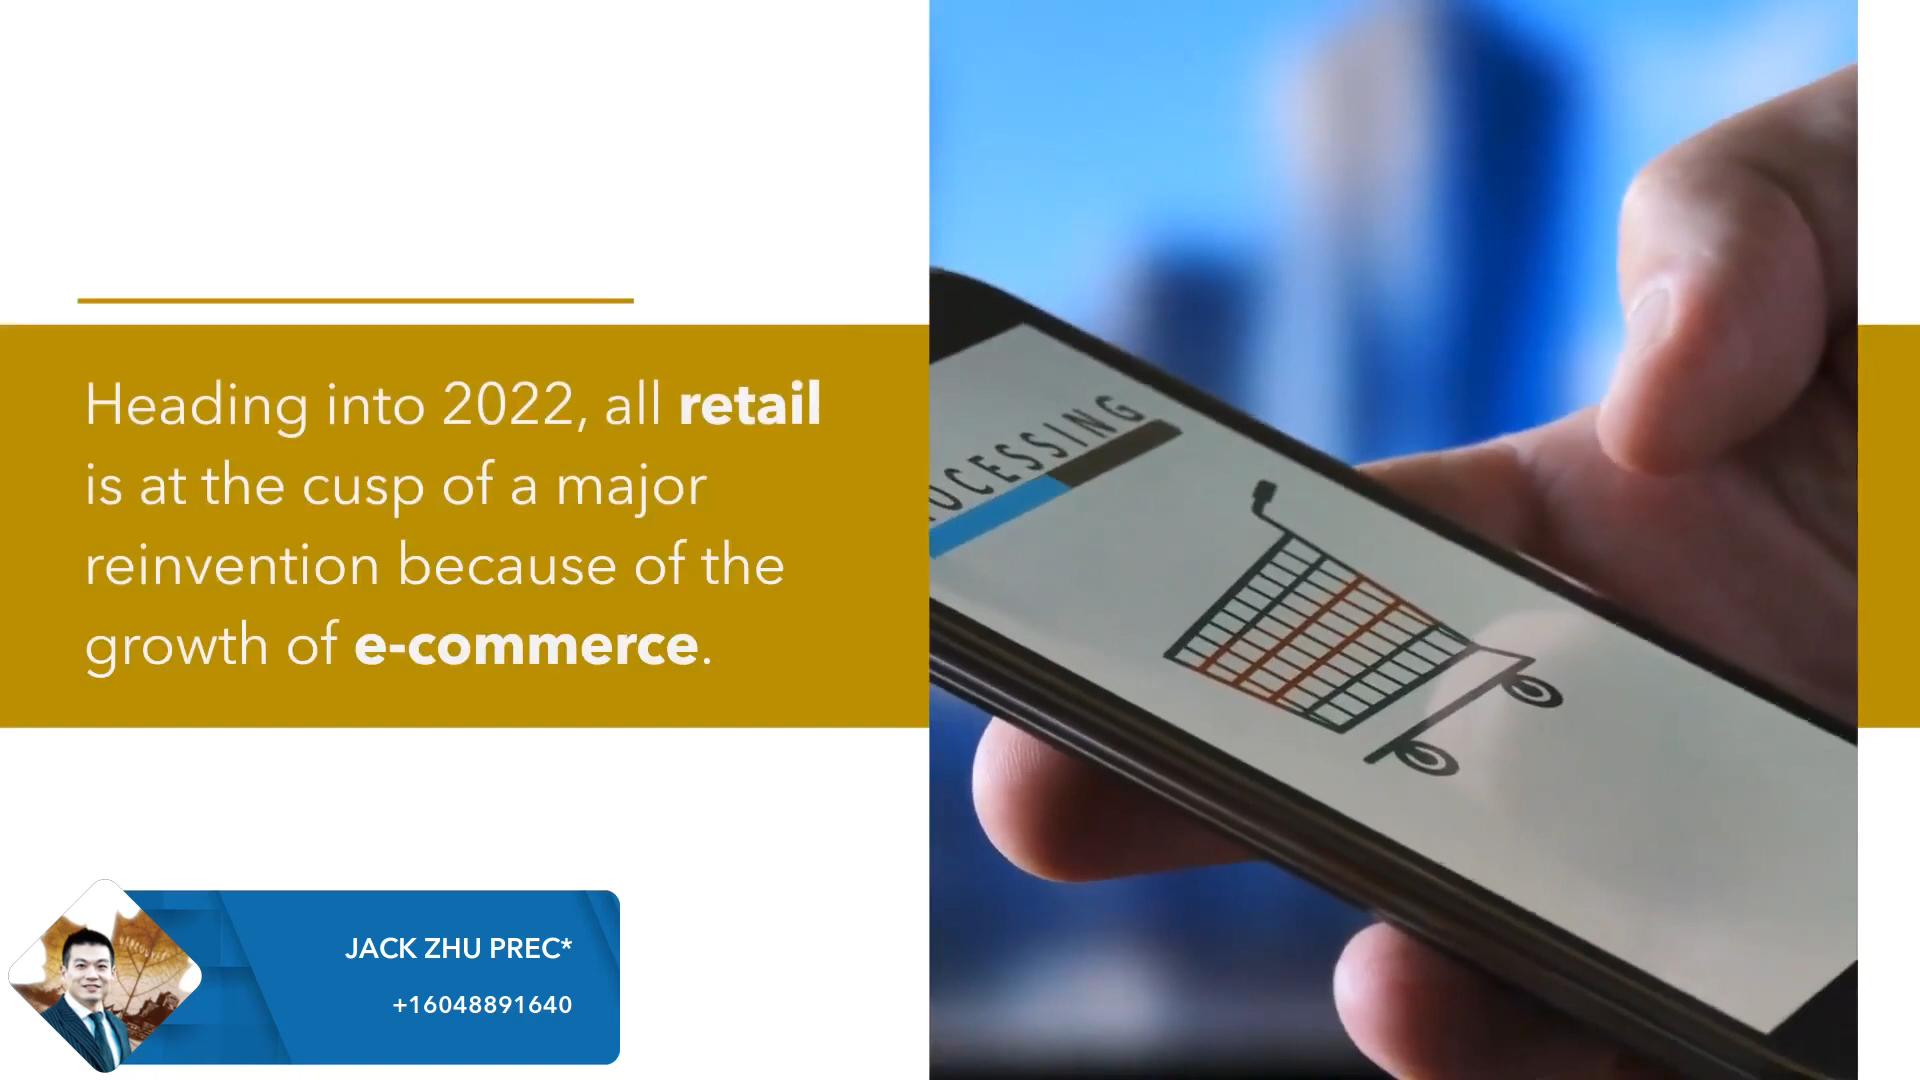 Heading into 2022, all retail
is at the cusp of a major
reinvention because of the
growth of e-commerce.
OCESSING
JACK ZHU PREC*
+16048891640